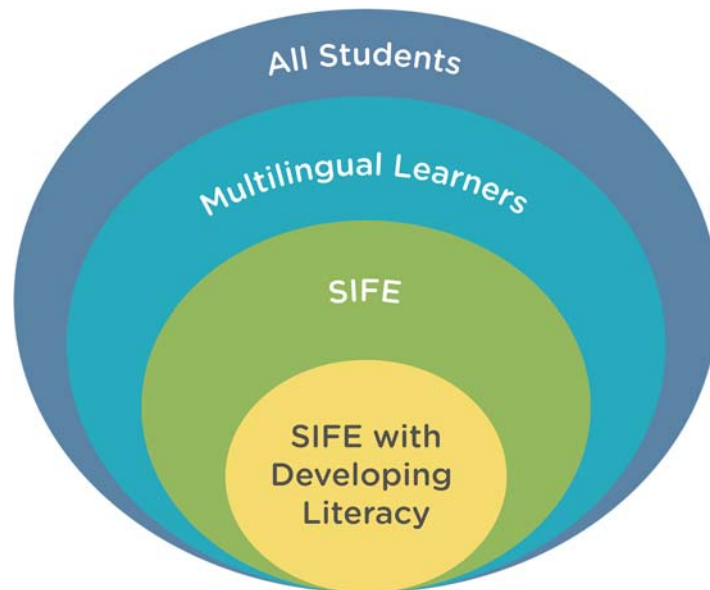 All Students
Multilingual Learners
SIFE
SIFE with
Developing
Literacy